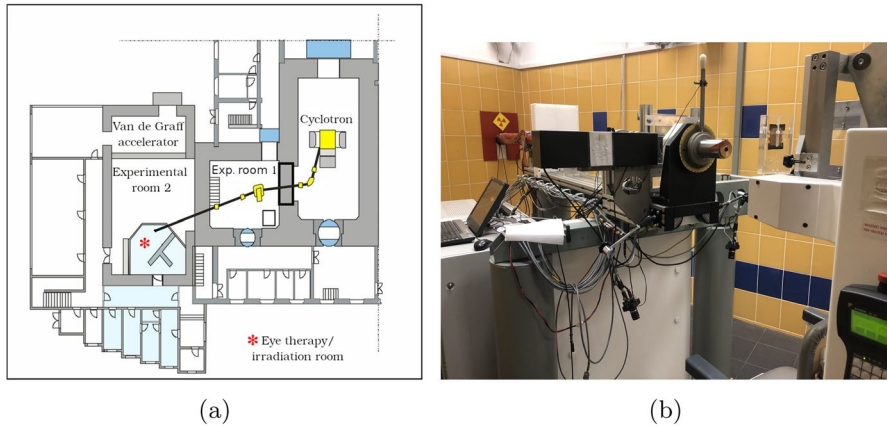 Van de Graff
accelerator
Cyclotron
Experimental
room 2
Exp. room 1
* Eye therapy/
irradiation room
(a)
(b)